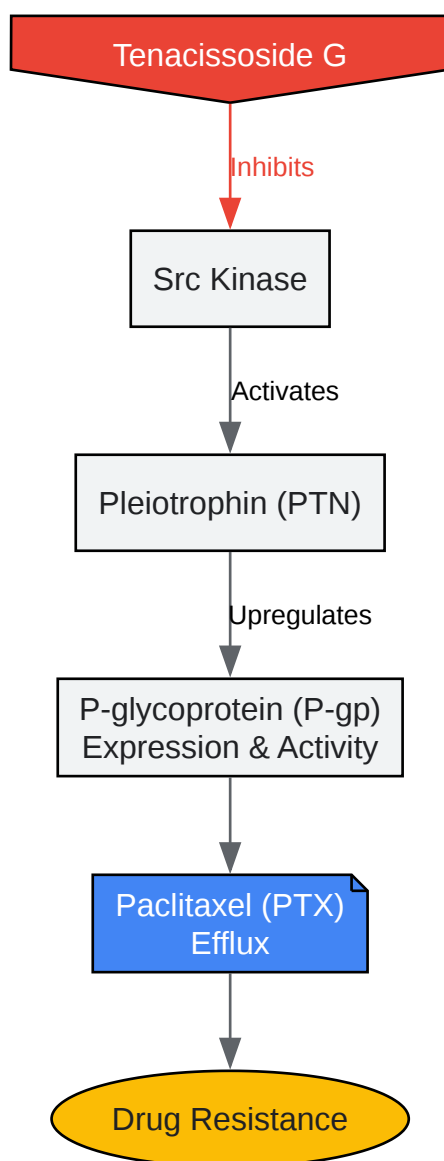 Tenacissoside G
Inhibits
Src Kinase
Activates
Pleiotrophin (PTN)
Upregulates
P-glycoprotein (P-gp)
Expression & Activity
Paclitaxel (PTX)
Efflux
Drug Resistance